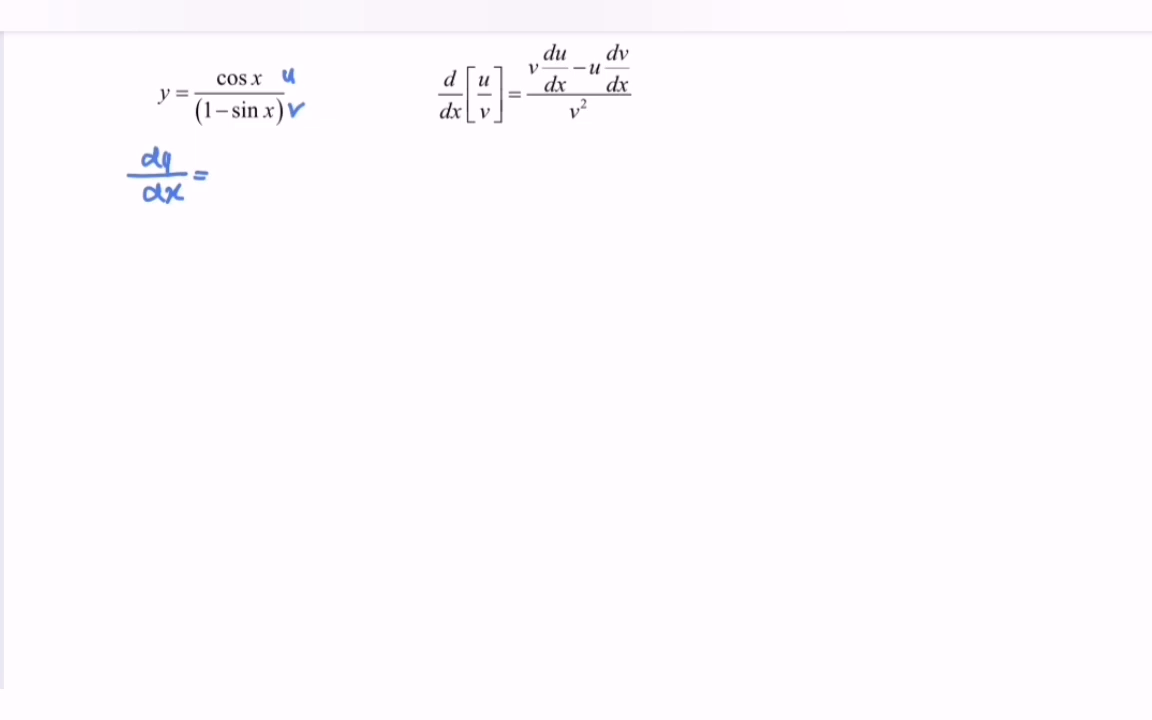 y = cos x / (1 − sin x) u v
d/dx [u/v] = (v du/dx − u dv/dx) / v²
dy/dx =